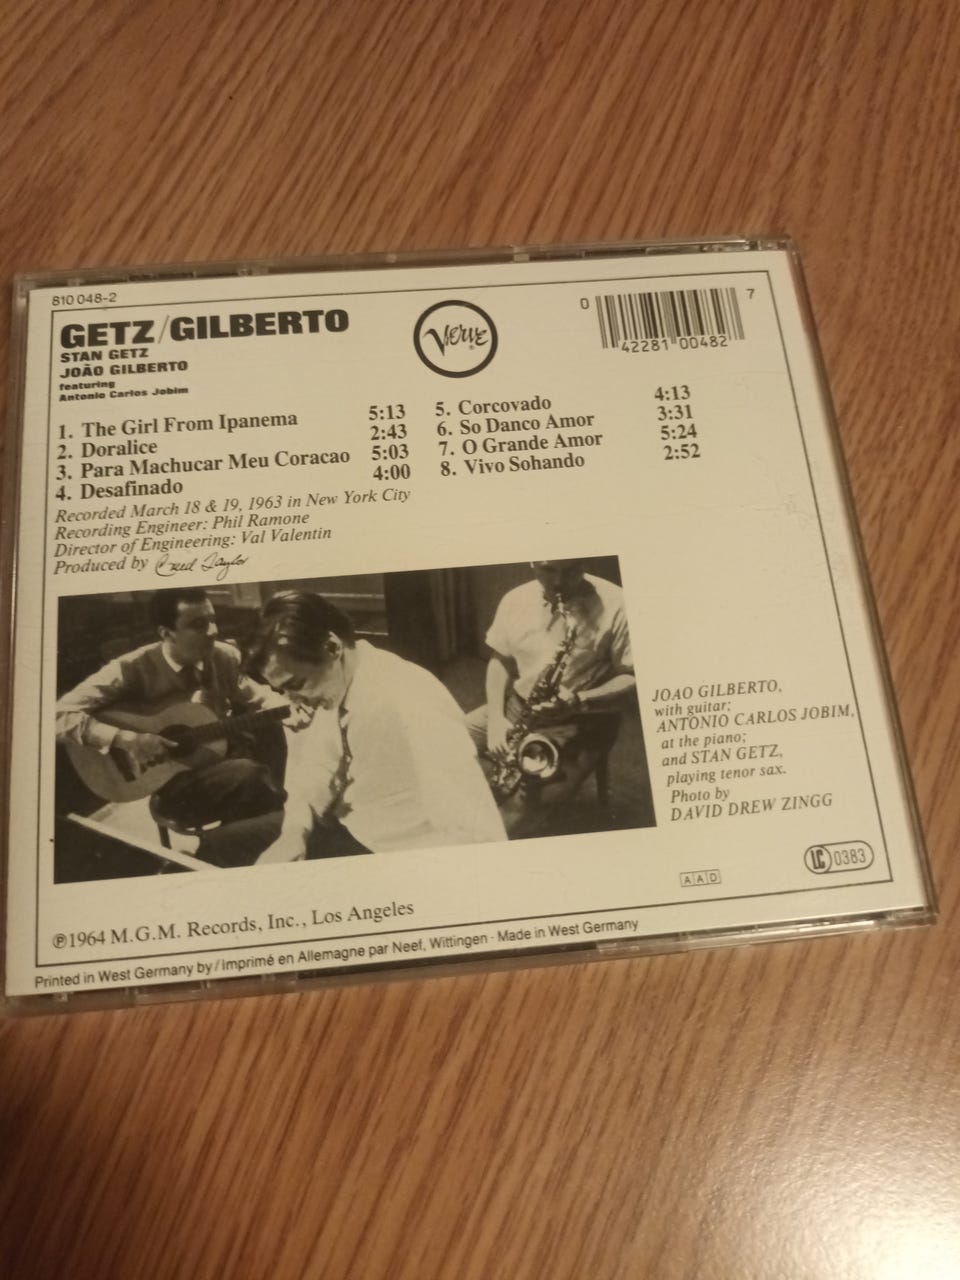 810 048-2
GETZ/GILBERTO
STAN GETZ
JOÃO GILBERTO
featuring
Antonio Carlos Jobim
Verve
0 42281 00482 7
1. The Girl From Ipanema 5:13
2. Doralice 2:43
3. Para Machucar Meu Coracao 5:03
4. Desafinado 4:00
5. Corcovado 4:13
6. So Danco Amor 3:31
7. O Grande Amor 5:24
8. Vivo Sohando 2:52
Recorded March 18 & 19, 1963 in New York City
Recording Engineer: Phil Ramone
Director of Engineering: Val Valentin
Produced by Creed Taylor
JOAO GILBERTO,
with guitar;
ANTONIO CARLOS JOBIM,
at the piano;
and STAN GETZ,
playing tenor sax.
Photo by
DAVID DREW ZINGG
AAD
LC 0383
℗1964 M.G.M. Records, Inc., Los Angeles
Printed in West Germany by / Imprimé en Allemagne par Neef, Wittingen · Made in West Germany